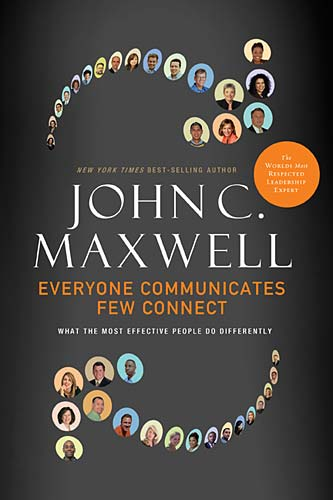 NEW YORK TIMES BEST-SELLING AUTHOR
The
WORLDS Most
RESPECTED
LEADERSHIP
EXPERT
JOHN C.
MAXWELL
EVERYONE COMMUNICATES
FEW CONNECT
WHAT THE MOST EFFECTIVE PEOPLE DO DIFFERENTLY